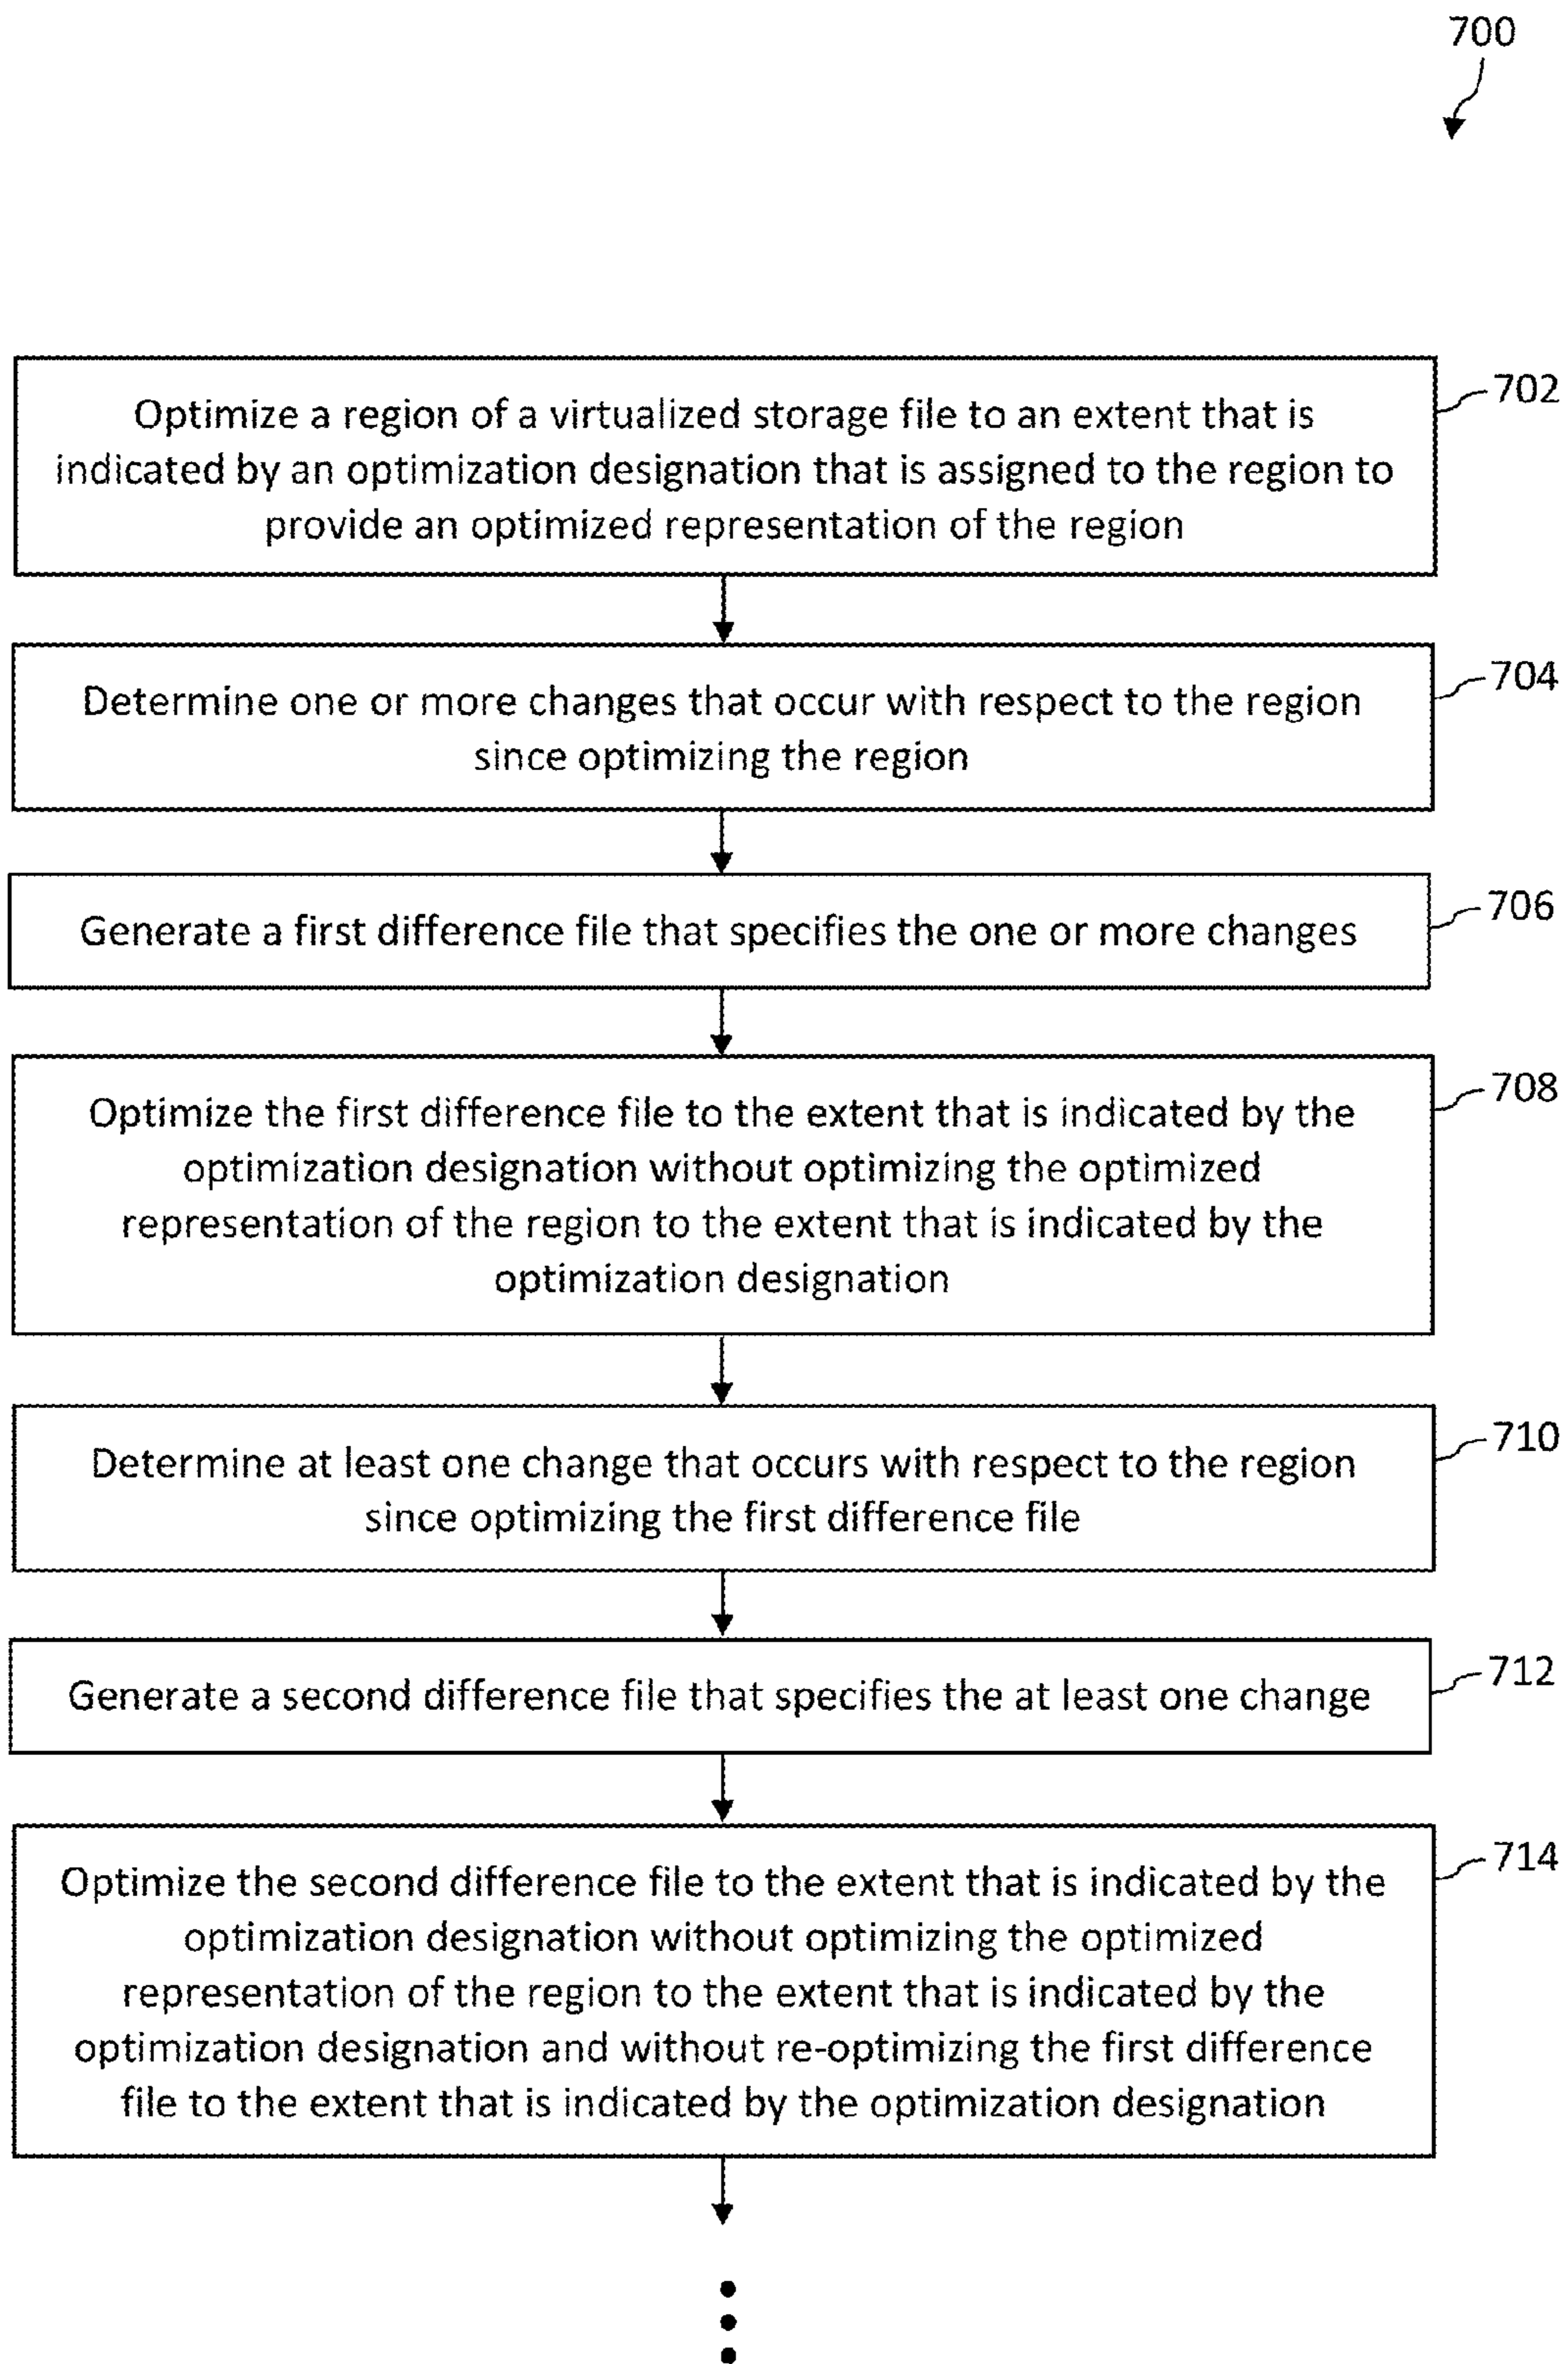 700
702
Optimize a region of a virtualized storage file to an extent that is
indicated by an optimization designation that is assigned to the region to
provide an optimized representation of the region
704
Determine one or more changes that occur with respect to the region
since optimizing the region
706
Generate a first difference file that specifies the one or more changes
708
Optimize the first difference file to the extent that is indicated by the
optimization designation without optimizing the optimized
representation of the region to the extent that is indicated by the
optimization designation
710
Determine at least one change that occurs with respect to the region
since optimizing the first difference file
712
Generate a second difference file that specifies the at least one change
714
Optimize the second difference file to the extent that is indicated by the
optimization designation without optimizing the optimized
representation of the region to the extent that is indicated by the
optimization designation and without re-optimizing the first difference
file to the extent that is indicated by the optimization designation